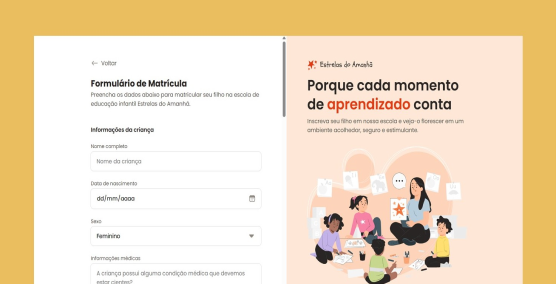 Voltar
Formulário de Matrícula
Preencha os dados abaixo para matricular seu filho na escola de
educação infantil Estrelas do Amanhã.
Informações da criança
Nome completo
Nome da criança
Data de nascimento
dd/mm/aaaa
Sexo
Feminino
Informações médicas
A criança possui alguma condição médica que devemos
estar cientes?
Estrelas do Amanhã
Porque cada momento
de aprendizado conta
Inscreva seu filho em nossa escola e veja-o florescer em um
ambiente acolhedor, seguro e estimulante.